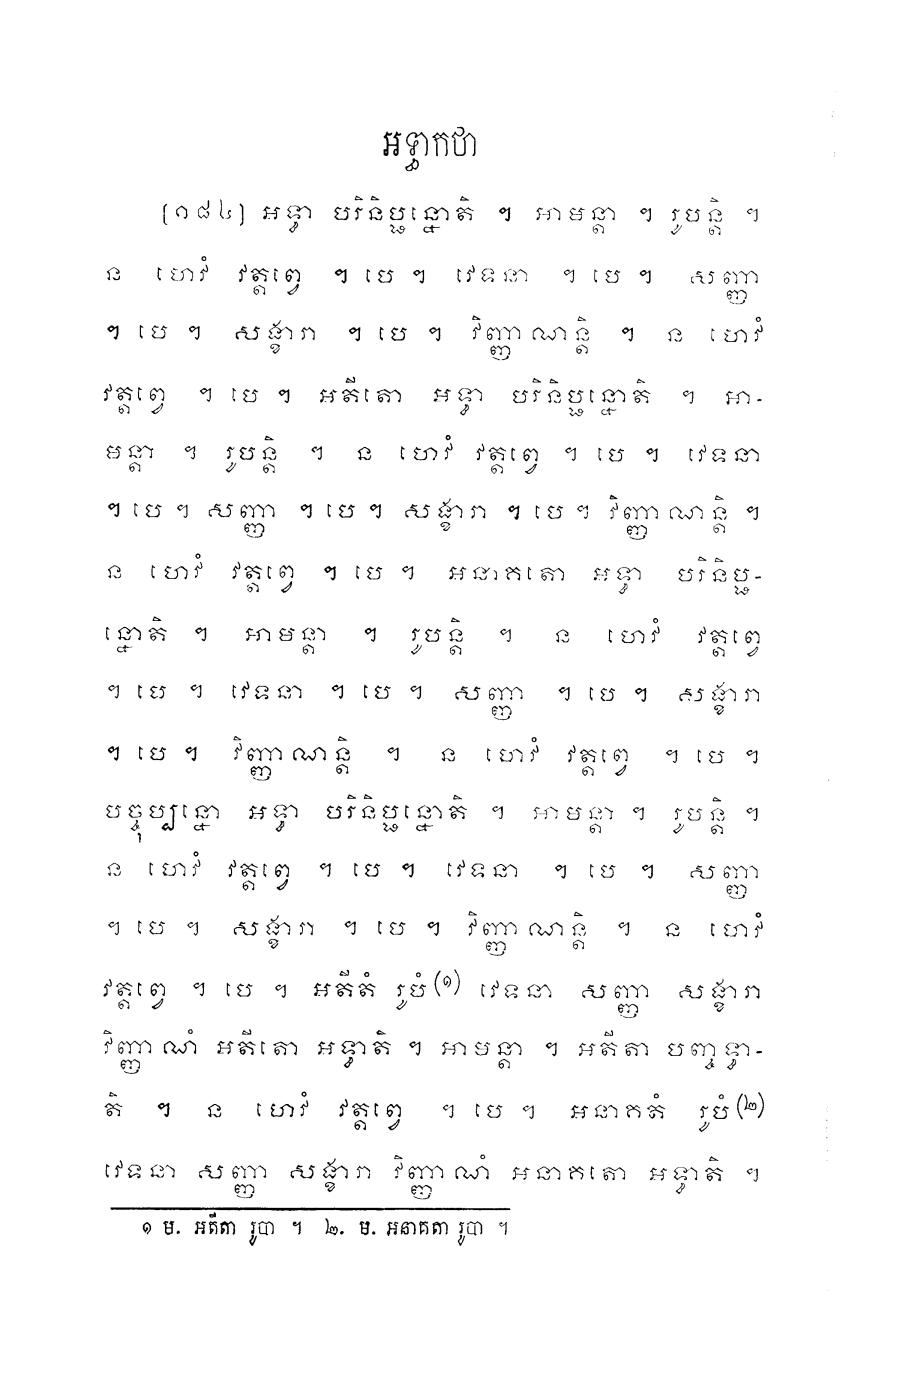 អទ្ធាកថា
[១៨៤] អទ្ធា បរិនិប្ផន្នោតិ ។ អាមន្តា ។ រូបន្តិ ។
ន ហេវំ វត្តព្វេ ។ បេ ។ វេទនា ។ បេ ។ សញ្ញា
។ បេ ។ សង្ខារា ។ បេ ។ វិញ្ញាណន្តិ ។ ន ហេវំ
វត្តព្វេ ។ បេ ។ អតីតោ អទ្ធា បរិនិប្ផន្នោតិ ។ អា-
មន្តា ។ រូបន្តិ ។ ន ហេវំ វត្តព្វេ ។ បេ ។ វេទនា
។ បេ ។ សញ្ញា ។ បេ ។ សង្ខារា ។ បេ ។ វិញ្ញាណន្តិ ។
ន ហេវំ វត្តព្វេ ។ បេ ។ អនាគតោ អទ្ធា បរិនិប្ផ-
ន្នោតិ ។ អាមន្តា ។ រូបន្តិ ។ ន ហេវំ វត្តព្វេ
។ បេ ។ វេទនា ។ បេ ។ សញ្ញា ។ បេ ។ សង្ខារា
។ បេ ។ វិញ្ញាណន្តិ ។ ន ហេវំ វត្តព្វេ ។ បេ ។
បច្ចុប្បន្នោ អទ្ធា បរិនិប្ផន្នោតិ ។ អាមន្តា ។ រូបន្តិ ។
ន ហេវំ វត្តព្វេ ។ បេ ។ វេទនា ។ បេ ។ សញ្ញា
។ បេ ។ សង្ខារា ។ បេ ។ វិញ្ញាណន្តិ ។ ន ហេវំ
វត្តព្វេ ។ បេ ។ អតីតំ រូបំ(១) វេទនា សញ្ញា សង្ខារា
វិញ្ញាណំ អតីតោ អទ្ធាតិ ។ អាមន្តា ។ អតីតា បញ្ចទ្ធា-
តិ ។ ន ហេវំ វត្តព្វេ ។ បេ ។ អនាគតំ រូបំ(២)
វេទនា សញ្ញា សង្ខារា វិញ្ញាណំ អនាគតោ អទ្ធាតិ ។
១ ម. អតីតា រូបា ។ ២. ម. អនាគតា រូបា ។